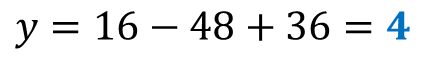 y = 16 − 48 + 36 = 4